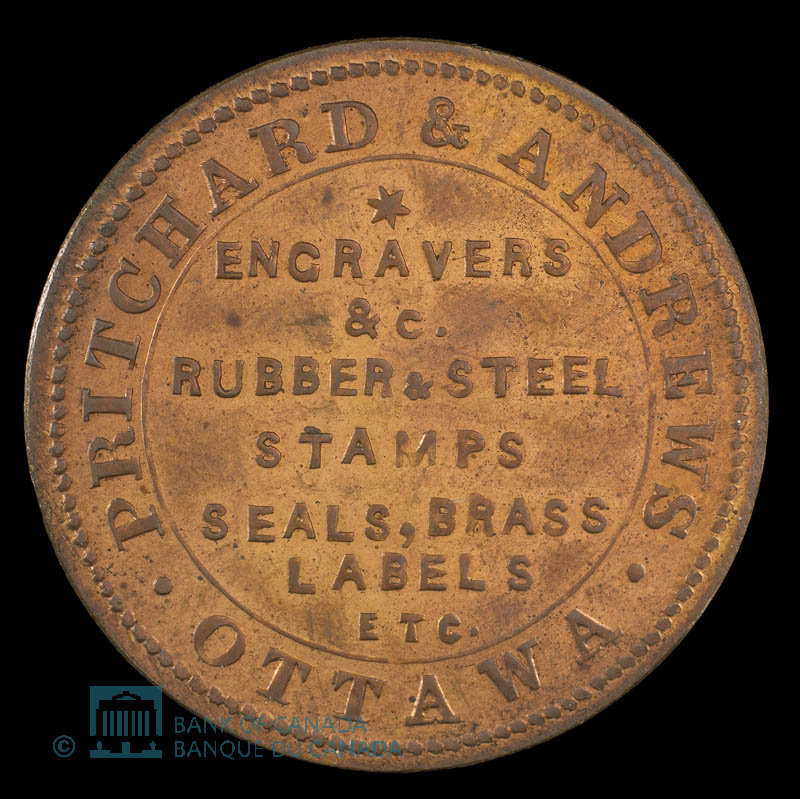 PRITCHARD & ANDREWS
ENGRAVERS
& C.
RUBBER & STEEL
STAMPS
SEALS, BRASS
LABELS
ETC.
• OTTAWA •
© BANK OF CANADA
BANQUE DU CANADA